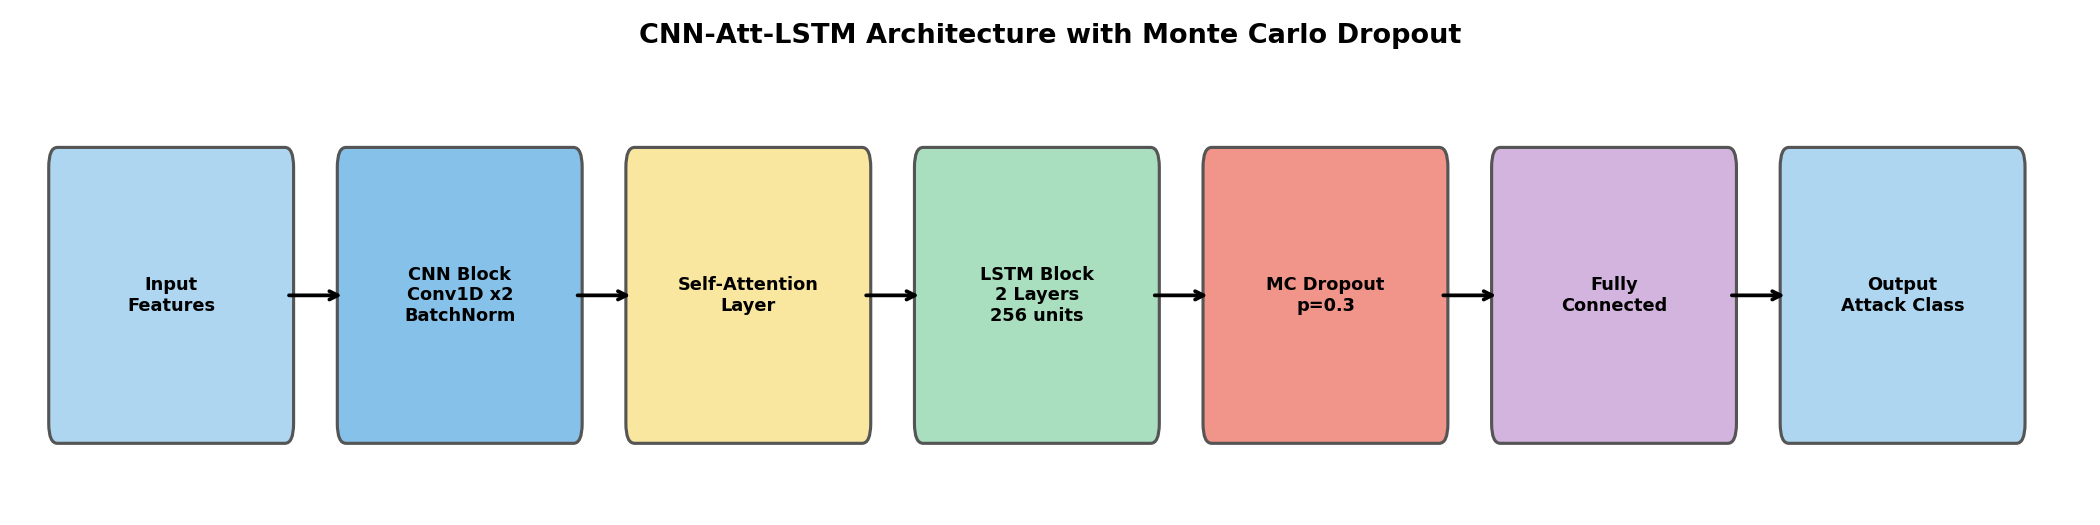 CNN-Att-LSTM Architecture with Monte Carlo Dropout
Input
Features
CNN Block
Conv1D x2
BatchNorm
Self-Attention
Layer
LSTM Block
2 Layers
256 units
MC Dropout
p=0.3
Fully
Connected
Output
Attack Class